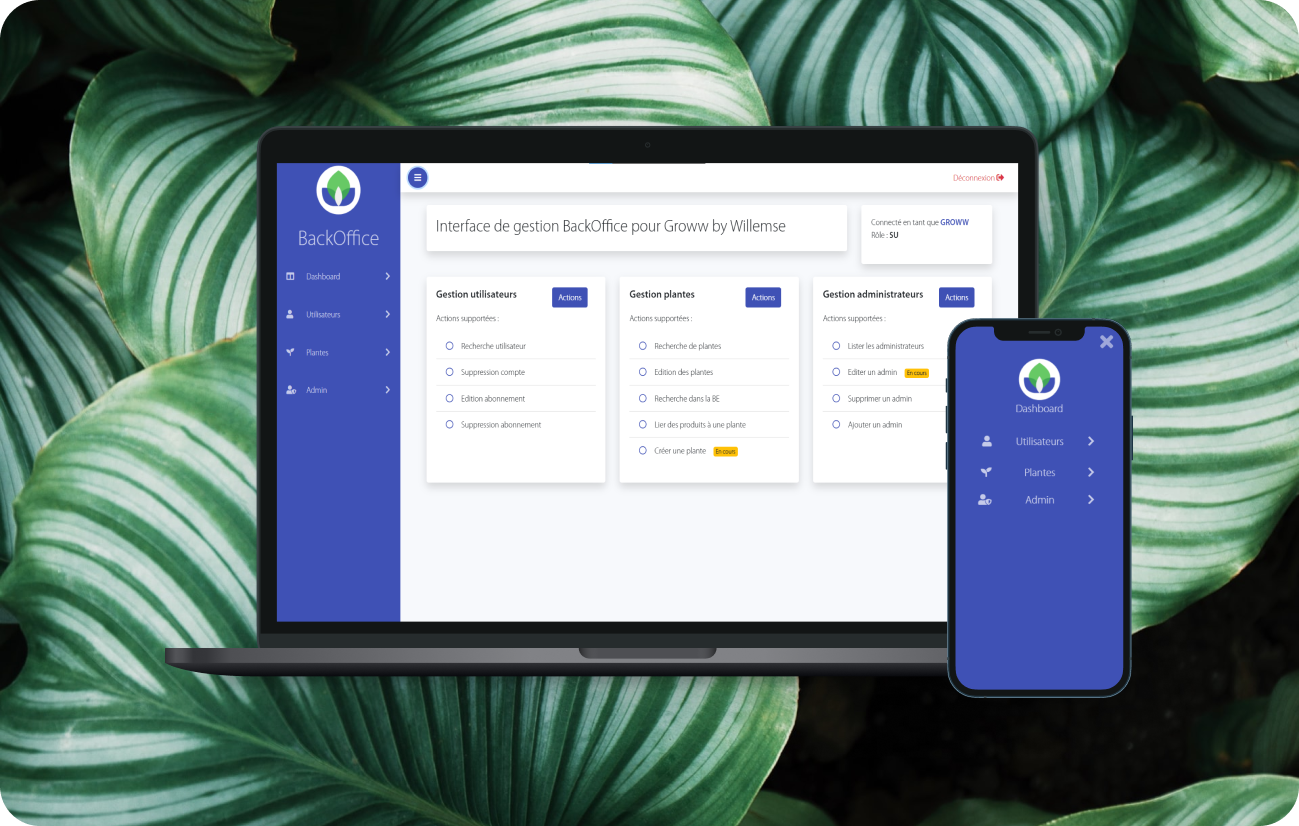 BackOffice
Dashboard
Utilisateurs
Plantes
Admin
Déconnexion
Interface de gestion BackOffice pour Groww by Willemse
Connecté en tant que GROWW
Rôle : SU
Gestion utilisateurs
Actions
Actions supportées :
Recherche utilisateur
Suppression compte
Edition abonnement
Suppression abonnement
Gestion plantes
Actions
Actions supportées :
Recherche de plantes
Edition des plantes
Recherche dans la BE
Lier des produits à une plante
Créer une plante En cours
Gestion administrateurs
Actions
Actions supportées :
Lister les administrateurs
Editer un admin En cours
Supprimer un admin
Ajouter un admin
Dashboard
Utilisateurs
Plantes
Admin